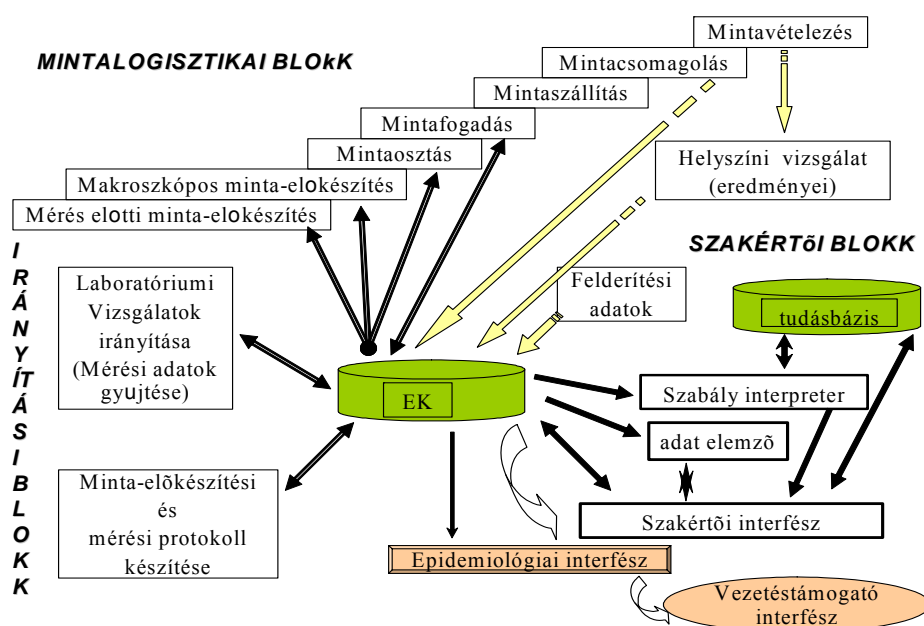 MINTALOGISZTIKAI BLOkK
Mintavételezés
Mintacsomagolás
Mintaszállítás
Mintafogadás
Mintaosztás
Makroszkópos minta-elokészítés
Mérés elotti minta-elokészítés
Helyszíni vizsgálat
(eredményei)
IRÁNYÍTÁSI BLOKK
SZAKÉRTõI BLOKK
Laboratóriumi
Vizsgálatok
irányítása
(Mérési adatok
gyujtése)
Felderítési
adatok
tudásbázis
EK
Szabály interpreter
adat elemzõ
Minta-elõkészítési
és
mérési protokoll
készítése
Szakértõi interfész
Epidemiológiai interfész
Vezetéstámogató
interfész